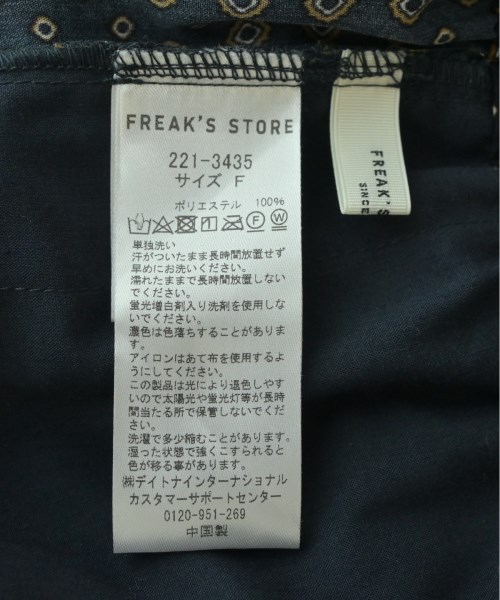 FREAK'S STORE
221-3435
サイズ F
ポリエステル 100%
単独洗い
汗がついたまま長時間放置せず
早めにお洗いください。
濡れたままで長時間放置しない
でください。
蛍光増白剤入り洗剤を使用しな
いでください。
濃色は色落ちすることがありま
す。
アイロンはあて布を使用するよ
うにしてください。
この製品は光により退色しやす
いので太陽光や蛍光灯等が長時
間当たる所で保管しないでくだ
さい。
洗濯で多少縮むことがあります。
湿った状態で強くこすられると
色が移る事があります。
㈱デイトナインターナショナル
カスタマーサポートセンター
0120-951-269
中国製
FREAK'S
SINCE